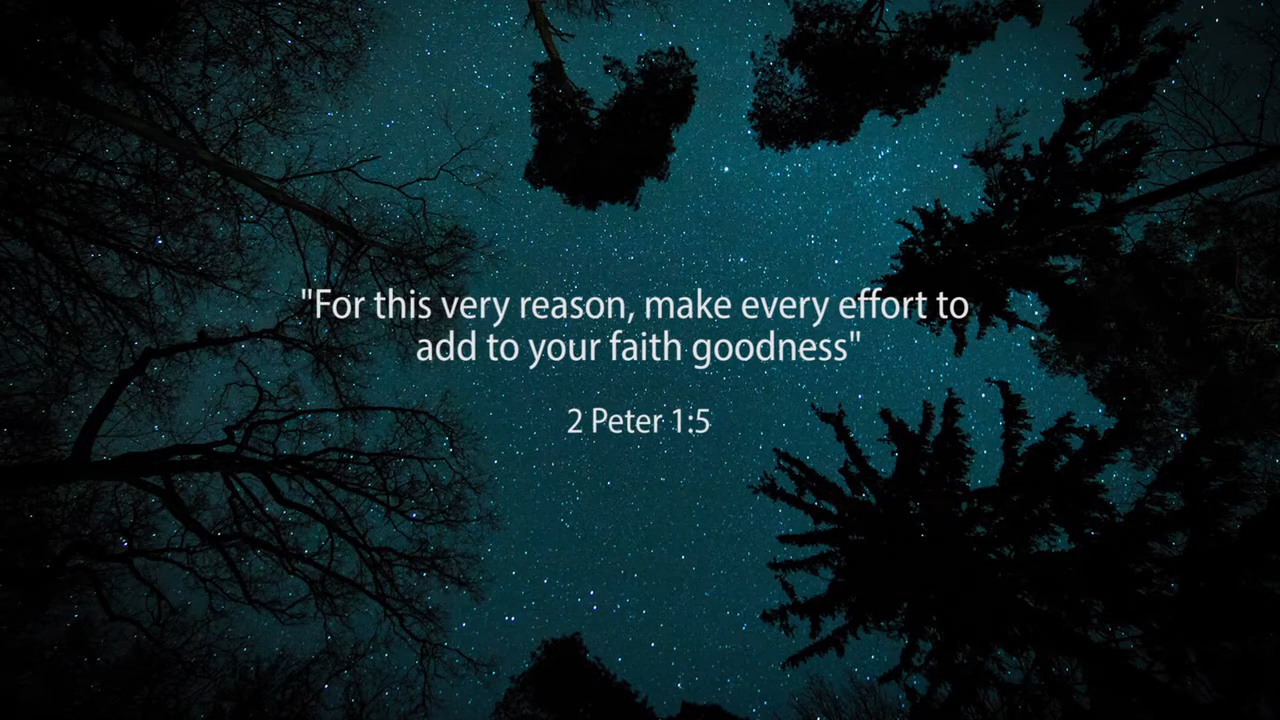 "For this very reason, make every effort to
add to your faith goodness"
2 Peter 1:5